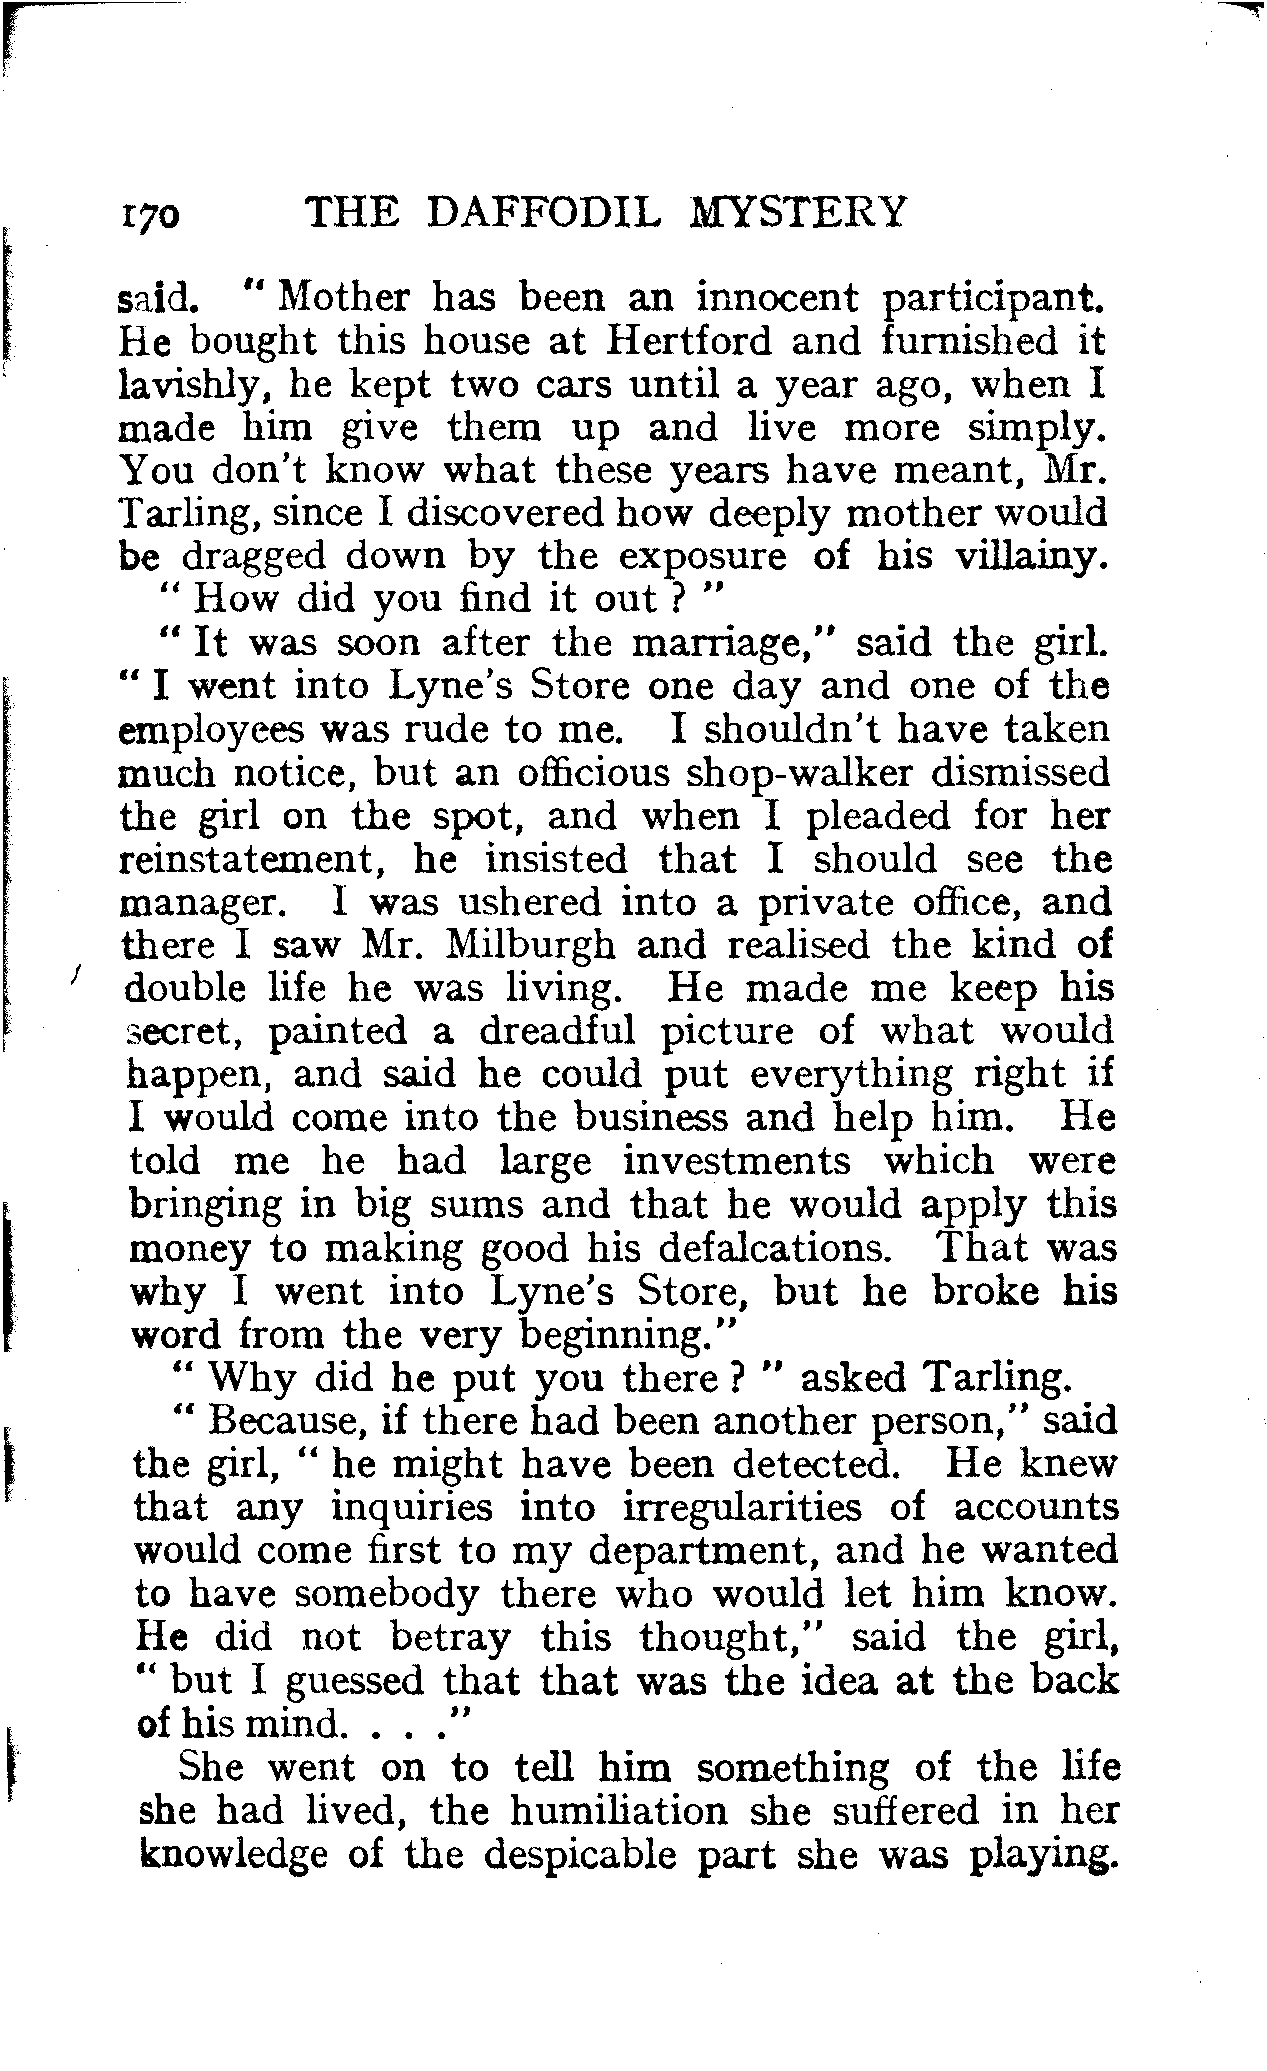 170 THE DAFFODIL MYSTERY
said. " Mother has been an innocent participant.
He bought this house at Hertford and furnished it
lavishly, he kept two cars until a year ago, when I
made him give them up and live more simply.
You don't know what these years have meant, Mr.
Tarling, since I discovered how deeply mother would
be dragged down by the exposure of his villainy.
" How did you find it out ? "
" It was soon after the marriage," said the girl.
" I went into Lyne's Store one day and one of the
employees was rude to me. I shouldn't have taken
much notice, but an officious shop-walker dismissed
the girl on the spot, and when I pleaded for her
reinstatement, he insisted that I should see the
manager. I was ushered into a private office, and
there I saw Mr. Milburgh and realised the kind of
double life he was living. He made me keep his
secret, painted a dreadful picture of what would
happen, and said he could put everything right if
I would come into the business and help him. He
told me he had large investments which were
bringing in big sums and that he would apply this
money to making good his defalcations. That was
why I went into Lyne's Store, but he broke his
word from the very beginning."
" Why did he put you there ? " asked Tarling.
" Because, if there had been another person," said
the girl, " he might have been detected. He knew
that any inquiries into irregularities of accounts
would come first to my department, and he wanted
to have somebody there who would let him know.
He did not betray this thought," said the girl,
" but I guessed that that was the idea at the back
of his mind. . . ."
She went on to tell him something of the life
she had lived, the humiliation she suffered in her
knowledge of the despicable part she was playing.